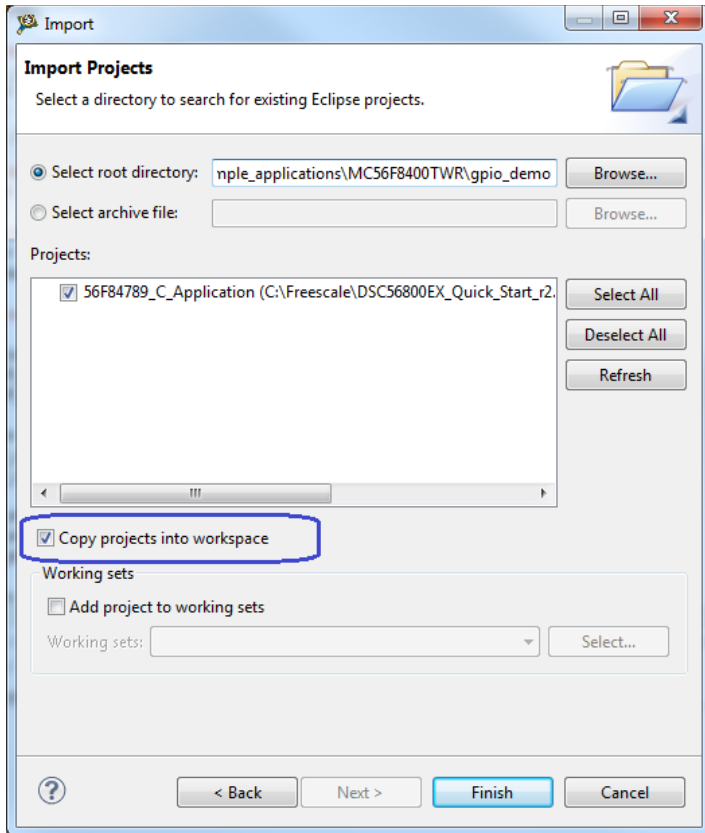 Import
Import Projects
Select a directory to search for existing Eclipse projects.
Select root directory: nple_applications\MC56F8400TWR\gpio_demo Browse...
Select archive file: Browse...
Projects:
56F84789_C_Application (C:\Freescale\DSC56800EX_Quick_Start_r2.
Select All
Deselect All
Refresh
Copy projects into workspace
Working sets
Add project to working sets
Working sets: Select...
? < Back Next > Finish Cancel